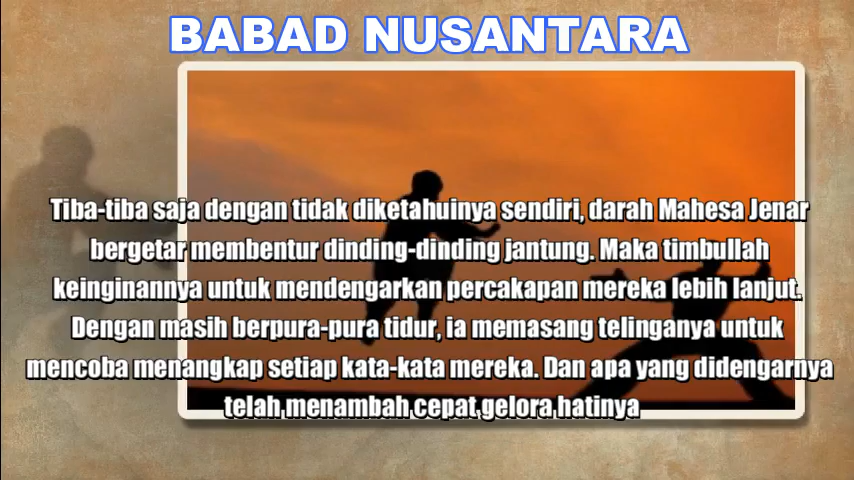 BABAD NUSANTARA
Tiba-tiba saja dengan tidak diketahuinya sendiri, darah Mahesa Jenar
bergetar membentur dinding-dinding jantung. Maka timbullah
keinginannya untuk mendengarkan percakapan mereka lebih lanjut.
Dengan masih berpura-pura tidur, ia memasang telinganya untuk
mencoba menangkap setiap kata-kata mereka. Dan apa yang didengarnya
telah menambah cepat gelora hatinya